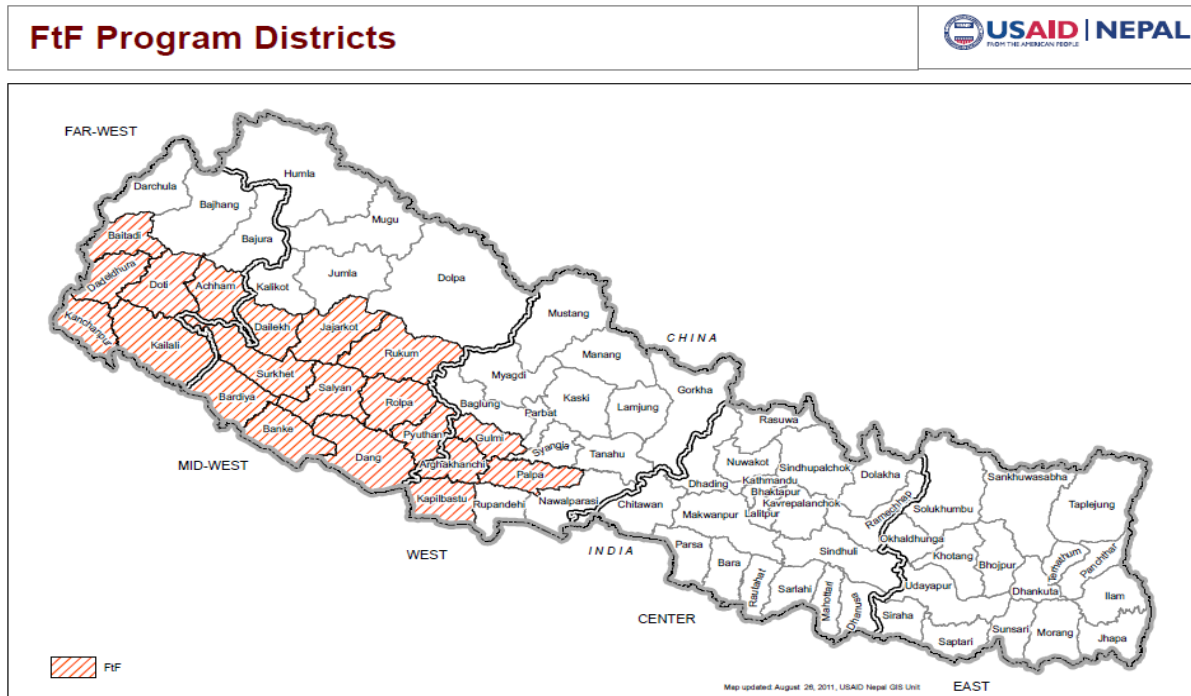 FtF Program Districts
USAID | NEPAL
FROM THE AMERICAN PEOPLE
FAR-WEST
Humla
Darchula
Bajhang
Mugu
Baitadi
Bajura
Dadeldhura
Doti
Achham
Kalikot
Jumla
Dolpa
Mustang
Kanchanpur
Kailali
Dailekh
Jajarkot
CHINA
Rukum
Manang
Surkhet
Myagdi
Gorkha
Salyan
Bardiya
Rolpa
Baglung
Parbat
Kaski
Lamjung
Rasuwa
Banke
Pyuthan
Gulmi
Syangja
Tanahu
Nuwakot
Sindhupalchok
Dolakha
Sankhuwasabha
MID-WEST
Dang
Arghakhanchi
Palpa
Dhading
Kathmandu
Bhaktapur
Kavrepalanchok
Lalitpur
Ramechhap
Solukhumbu
Taplejung
Kapilbastu
Rupandehi
Nawalparasi
Chitawan
Makwanpur
Okhaldhunga
WEST
INDIA
Parsa
Sindhuli
Khotang
Bhojpur
Terhathum
Panchthar
Bara
Rautahat
Sarlahi
Mahottari
Dhanusa
Udayapur
Dhankuta
Ilam
CENTER
Siraha
Saptari
Sunsari
Morang
Jhapa
FtF
Map updated: August 26, 2011, USAID Nepal GIS Unit
EAST